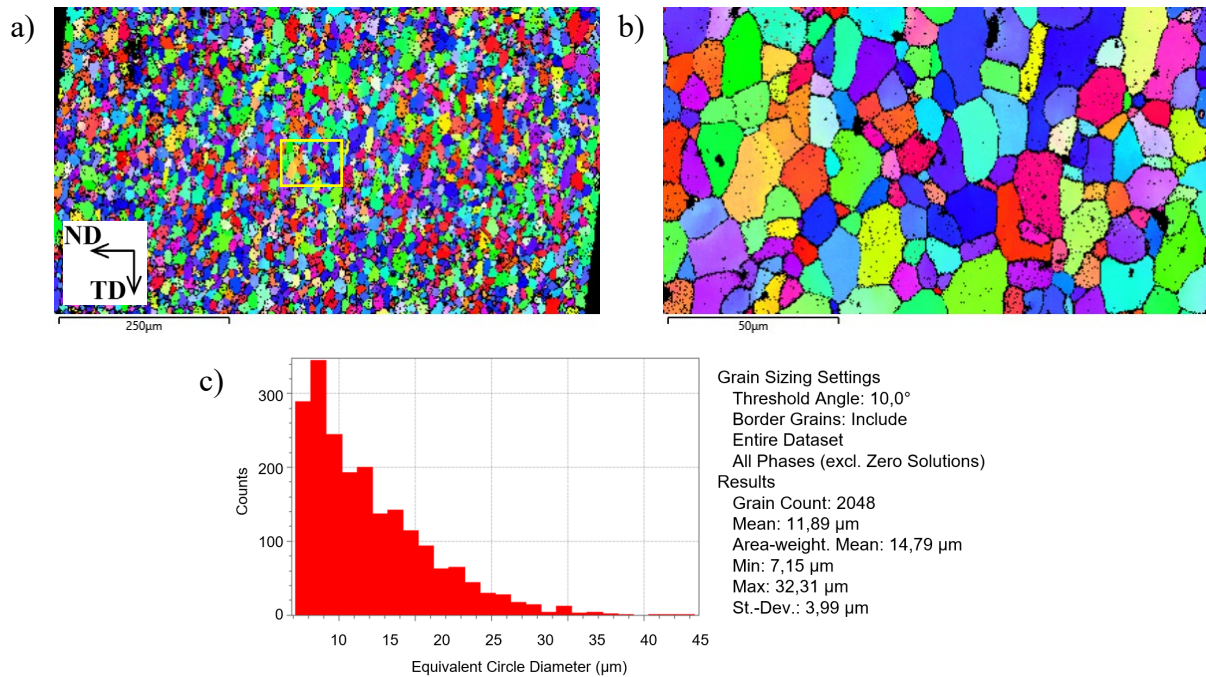 a)
b)
ND
TD
250µm
50µm
c)
300
200
100
0
Counts
10 15 20 25 30 35 40 45
Equivalent Circle Diameter (µm)
Grain Sizing Settings
Threshold Angle: 10,0°
Border Grains: Include
Entire Dataset
All Phases (excl. Zero Solutions)
Results
Grain Count: 2048
Mean: 11,89 µm
Area-weight. Mean: 14,79 µm
Min: 7,15 µm
Max: 32,31 µm
St.-Dev.: 3,99 µm